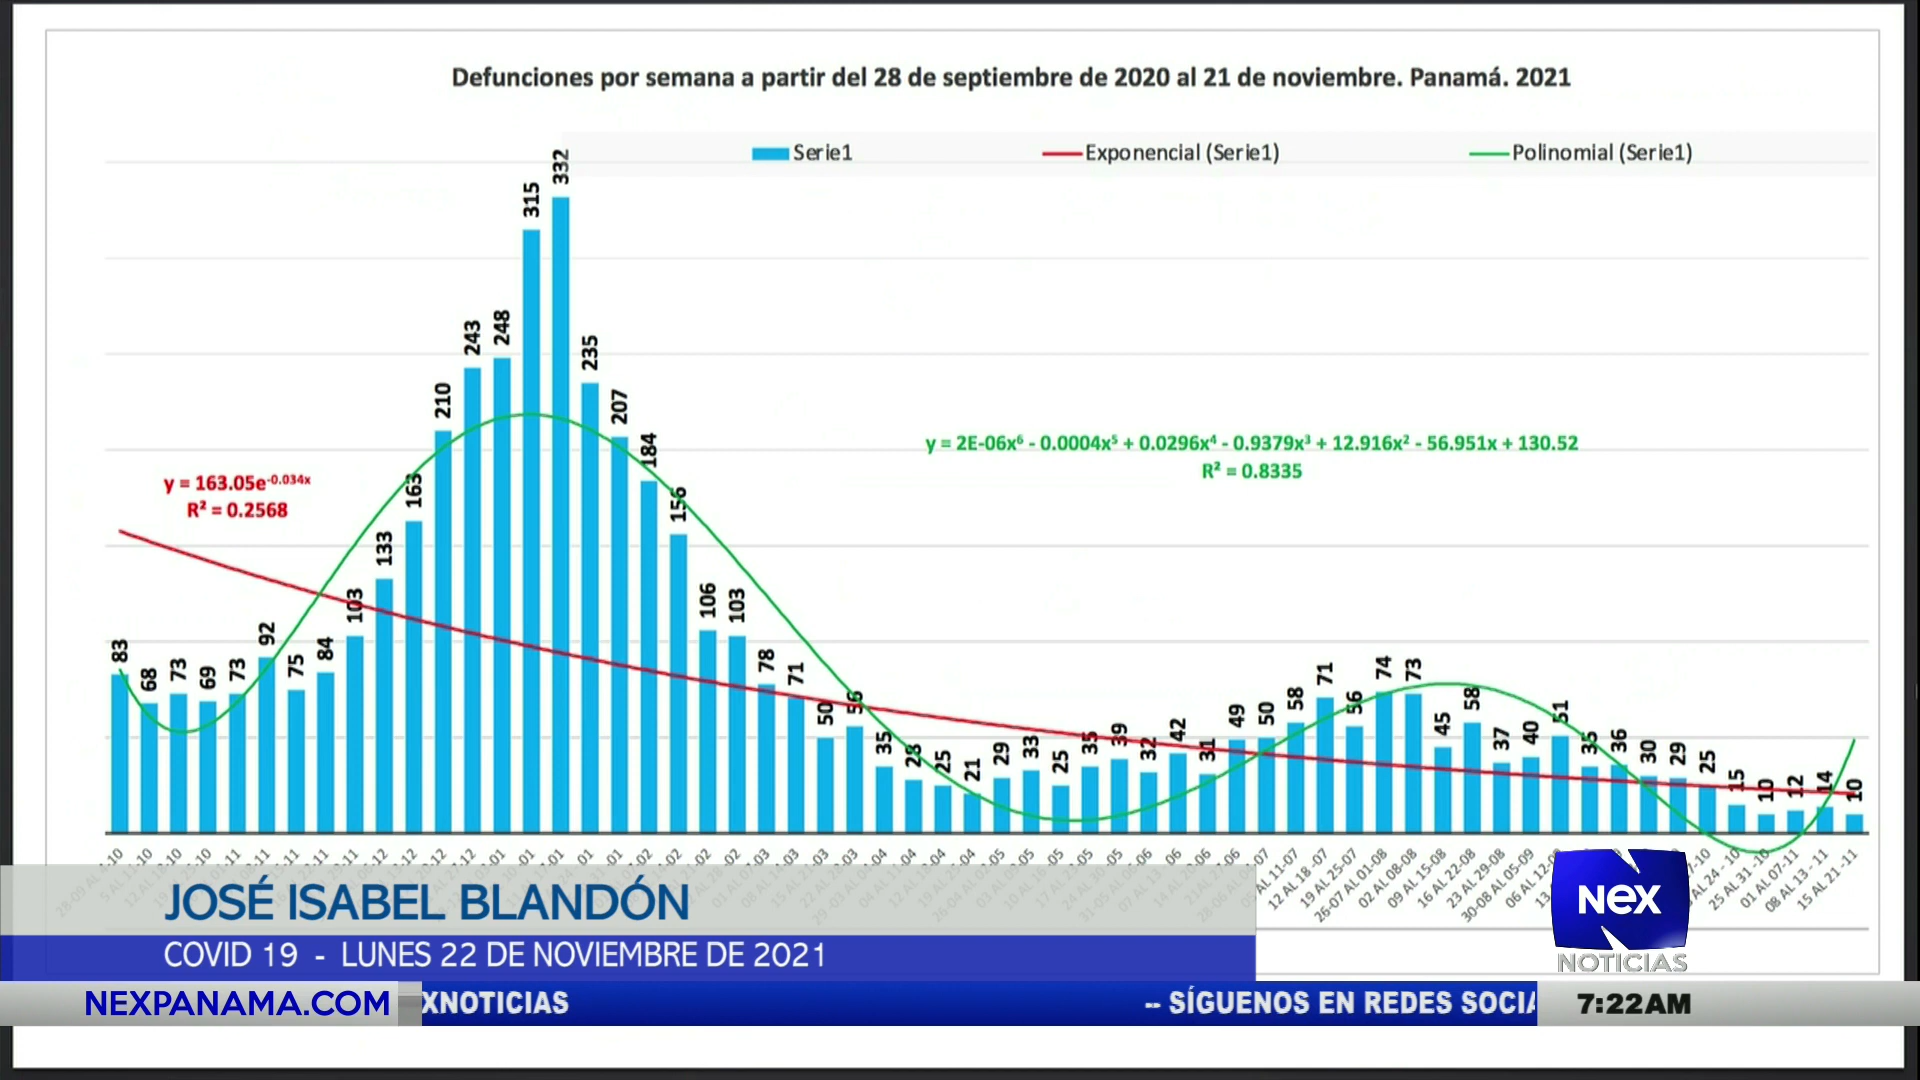 Defunciones por semana a partir del 28 de septiembre de 2020 al 21 de noviembre. Panamá. 2021
Serie1 Exponencial (Serie1) Polinomial (Serie1)
y = 163.05e^-0.034x
R² = 0.2568
y = 2E-06x⁶ - 0.0004x⁵ + 0.0296x⁴ - 0.9379x³ + 12.916x² - 56.951x + 130.52
R² = 0.8335
83 68 73 69 73 92 75 84 103 133 163 210 243 248 315 332 235 207 184 156 106 103 78 71 50 56 35 28 25 21 29 33 25 35 39 32 42 31 49 50 58 71 56 74 73 45 58 37 40 51 35 36 30 29 25 15 10 12 14 10
12 AL 18 -07
19 AL 25-07
26-07 AL 01-08
02 AL 08-08
09 AL 15-08
16 AL 22-08
23 AL 29-08
30-08 AL 05-09
25 AL 31-10
01 AL 07-11
08 AL 13 -11
15 AL 21 -11
JOSÉ ISABEL BLANDÓN
COVID 19 - LUNES 22 DE NOVIEMBRE DE 2021
NEX
NOTICIAS
NEXPANAMA.COM XNOTICIAS -- SÍGUENOS EN REDES SOCIA 7:22AM